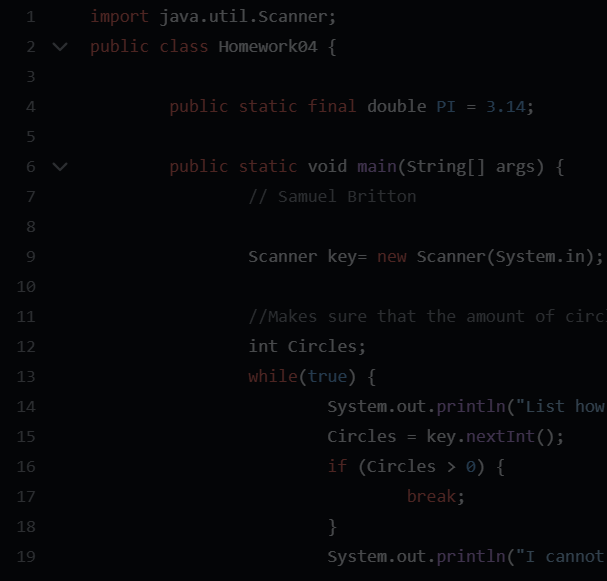 1 import java.util.Scanner;
2 public class Homework04 {
3
4 public static final double PI = 3.14;
5
6 public static void main(String[] args) {
7 // Samuel Britton
8
9 Scanner key= new Scanner(System.in);
10
11 //Makes sure that the amount of circ
12 int Circles;
13 while(true) {
14 System.out.println("List how
15 Circles = key.nextInt();
16 if (Circles > 0) {
17 break;
18 }
19 System.out.println("I cannot